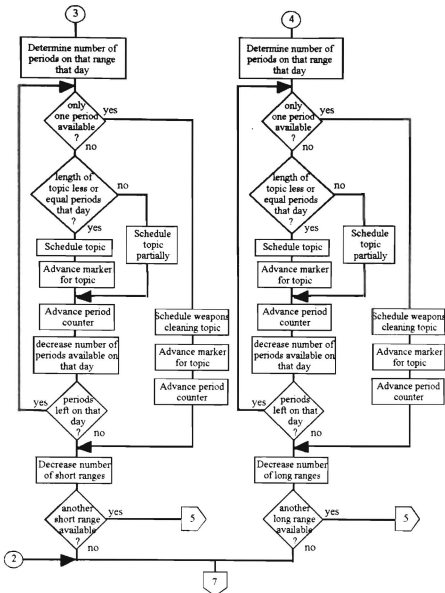 3
Determine number of
periods on that range
that day
only
one period
available
?
yes
no
length of
topic less or
equal periods
that day
?
no
yes
Schedule topic
Schedule
topic
partially
Advance marker
for topic
Advance period
counter
Schedule weapons
cleaning topic
decrease number of
periods available on
that day
Advance marker
for topic
Advance period
counter
yes
periods
left on that
day
?
no
Decrease number
of short ranges
another
short range
available
?
yes
5
no
2
4
Determine number of
periods on that range
that day
only
one period
available
?
yes
no
length of
topic less or
equal periods
that day
?
no
yes
Schedule topic
Schedule
topic
partially
Advance marker
for topic
Advance period
counter
Schedule weapons
cleaning topic
decrease number of
periods available on
that day
Advance marker
for topic
Advance period
counter
yes
periods
left on that
day
?
no
Decrease number
of long ranges
another
long range
available
?
yes
5
no
7